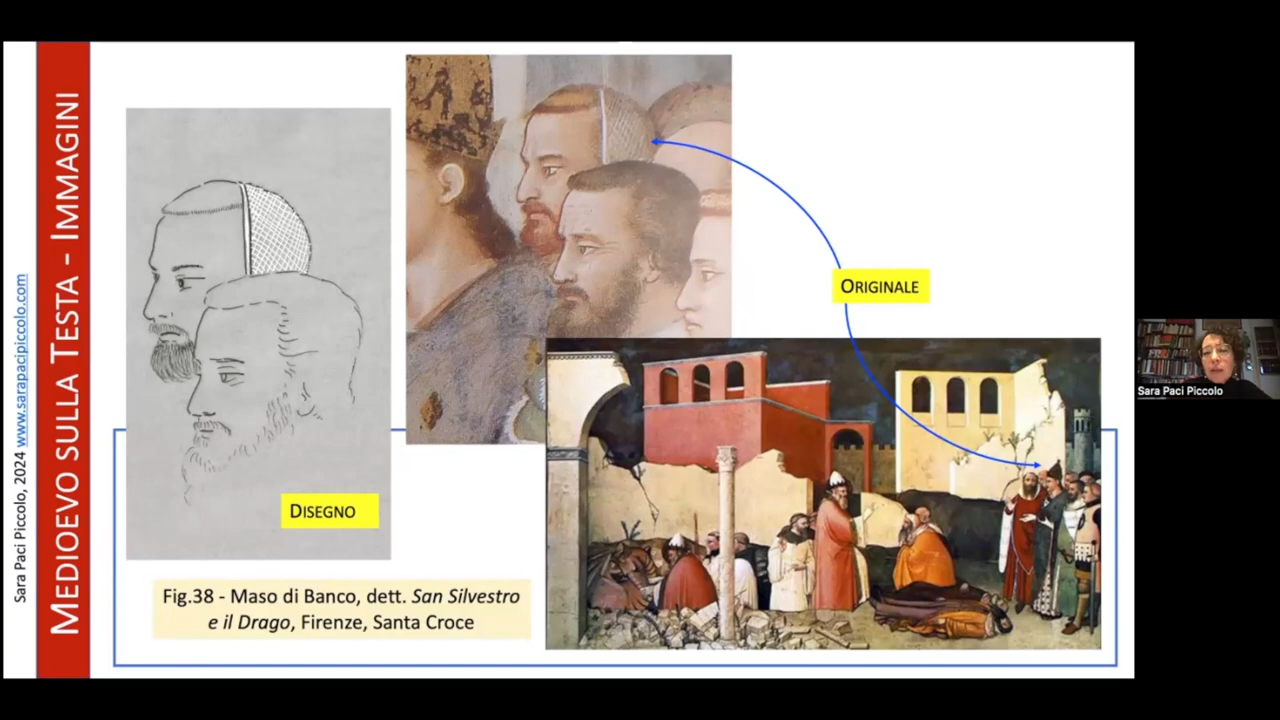 Sara Paci Piccolo, 2024 www.sarapacipiccolo.com
MEDIOEVO SULLA TESTA - IMMAGINI
ORIGINALE
DISEGNO
Fig.38 - Maso di Banco, dett. San Silvestro
e il Drago, Firenze, Santa Croce
Sara Paci Piccolo